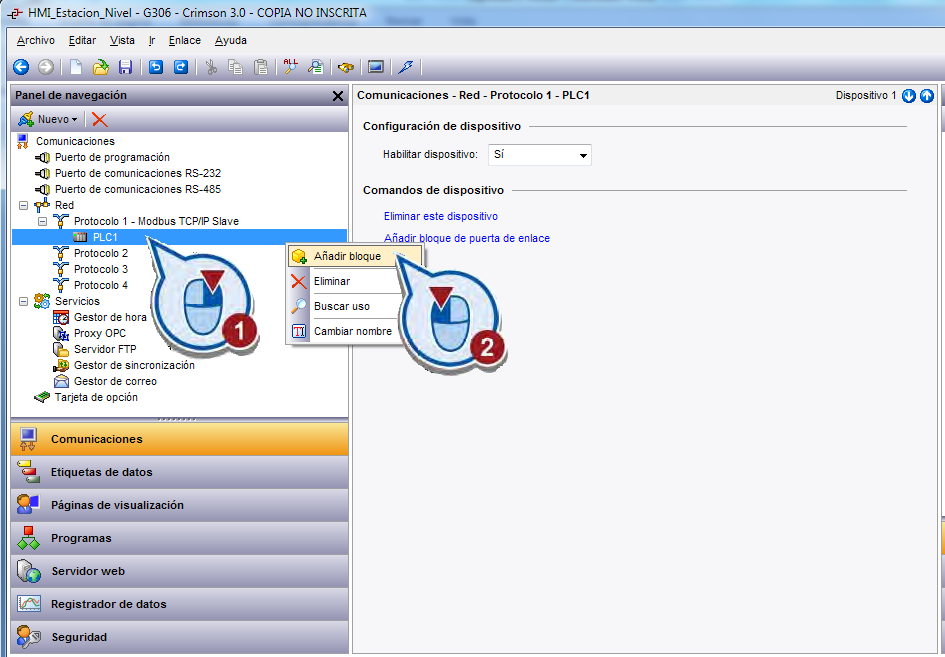 HMI_Estacion_Nivel - G306 - Crimson 3.0 - COPIA NO INSCRITA
Archivo Editar Vista Ir Enlace Ayuda
ALL
Panel de navegación
Nuevo
Comunicaciones
Puerto de programación
Puerto de comunicaciones RS-232
Puerto de comunicaciones RS-485
Red
Protocolo 1 - Modbus TCP/IP Slave
PLC1
Protocolo 2
Protocolo 3
Protocolo 4
Servicios
Gestor de hora
Proxy OPC
Servidor FTP
Gestor de sincronización
Gestor de correo
Tarjeta de opción
1
Añadir bloque
Eliminar
Buscar uso
Cambiar nombre
2
Comunicaciones
Etiquetas de datos
Páginas de visualización
Programas
Servidor web
Registrador de datos
Seguridad
Comunicaciones - Red - Protocolo 1 - PLC1
Dispositivo 1
Configuración de dispositivo
Habilitar dispositivo: Sí
Comandos de dispositivo
Eliminar este dispositivo
Añadir bloque de puerta de enlace